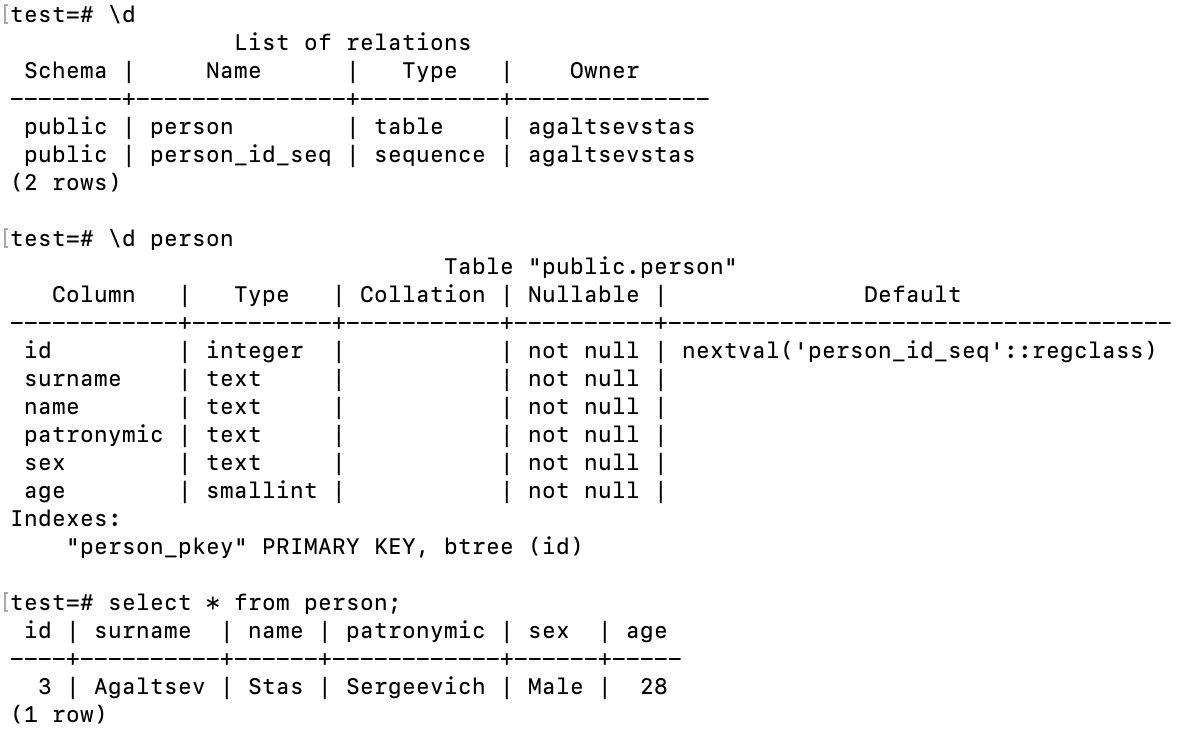 [test=# \d
                List of relations
 Schema |     Name      |   Type   |    Owner
--------+---------------+----------+--------------
 public | person        | table    | agaltsevstas
 public | person_id_seq | sequence | agaltsevstas
(2 rows)

[test=# \d person
                               Table "public.person"
   Column   |   Type   | Collation | Nullable |              Default
------------+----------+-----------+----------+------------------------------------
 id         | integer  |           | not null | nextval('person_id_seq'::regclass)
 surname    | text     |           | not null |
 name       | text     |           | not null |
 patronymic | text     |           | not null |
 sex        | text     |           | not null |
 age        | smallint |           | not null |
Indexes:
    "person_pkey" PRIMARY KEY, btree (id)

[test=# select * from person;
 id | surname  | name | patronymic | sex  | age
----+----------+------+------------+------+-----
  3 | Agaltsev | Stas | Sergeevich | Male |  28
(1 row)